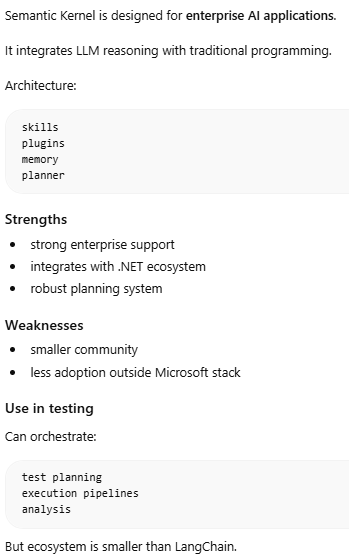 Semantic Kernel is designed for enterprise AI applications.
It integrates LLM reasoning with traditional programming.
Architecture:
skills
plugins
memory
planner
Strengths
• strong enterprise support
• integrates with .NET ecosystem
• robust planning system
Weaknesses
• smaller community
• less adoption outside Microsoft stack
Use in testing
Can orchestrate:
test planning
execution pipelines
analysis
But ecosystem is smaller than LangChain.